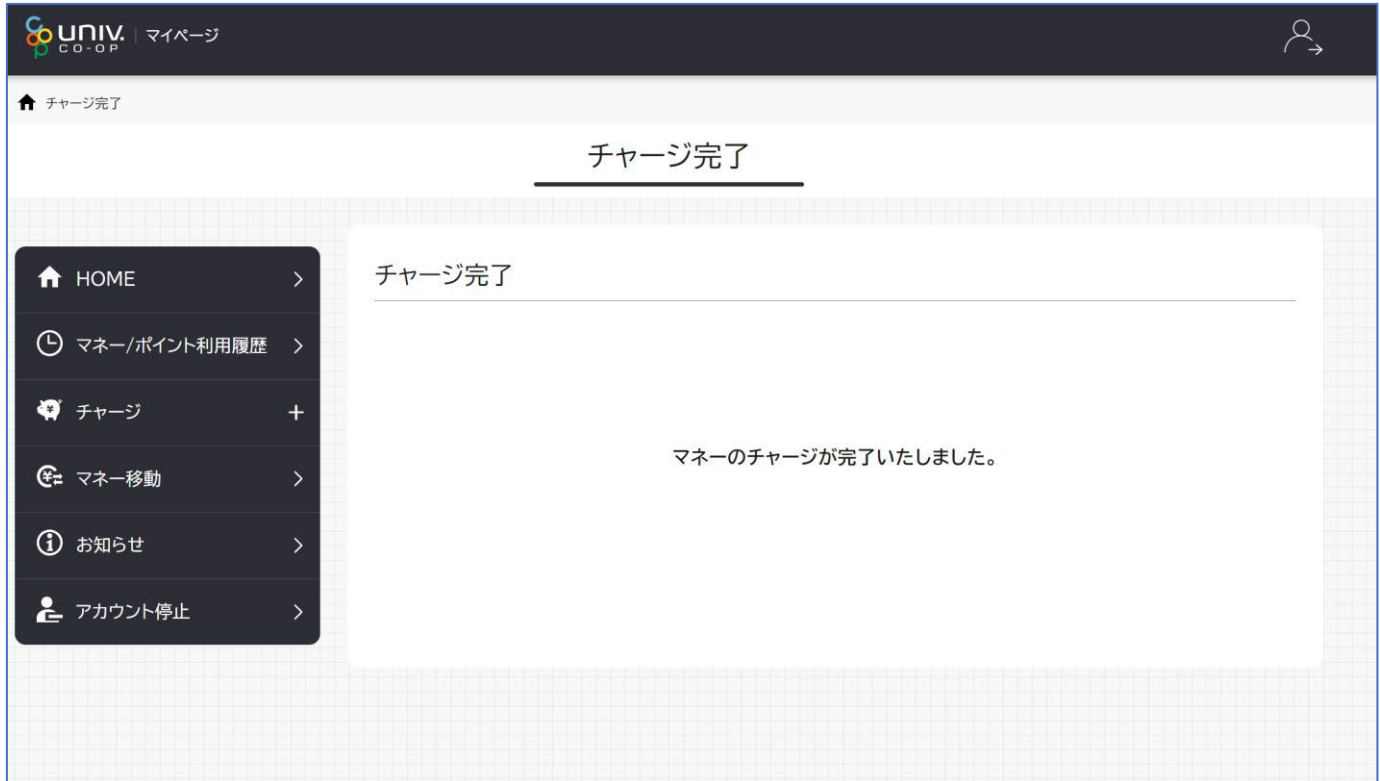 UNIV. CO-OP マイページ
チャージ完了
チャージ完了
HOME
マネー/ポイント利用履歴
チャージ
マネー移動
お知らせ
アカウント停止
チャージ完了
マネーのチャージが完了いたしました。